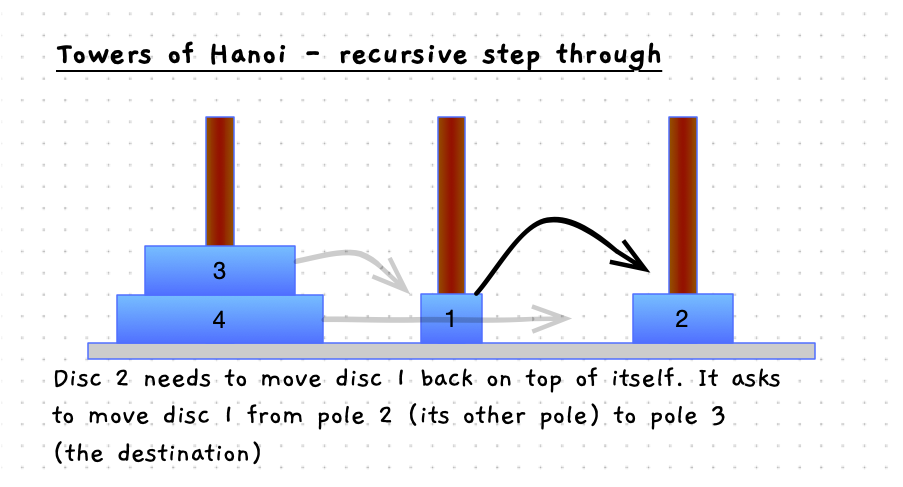 Towers of Hanoi - recursive step through
3
4
1
2
Disc 2 needs to move disc 1 back on top of itself. It asks
to move disc 1 from pole 2 (its other pole) to pole 3
(the destination)